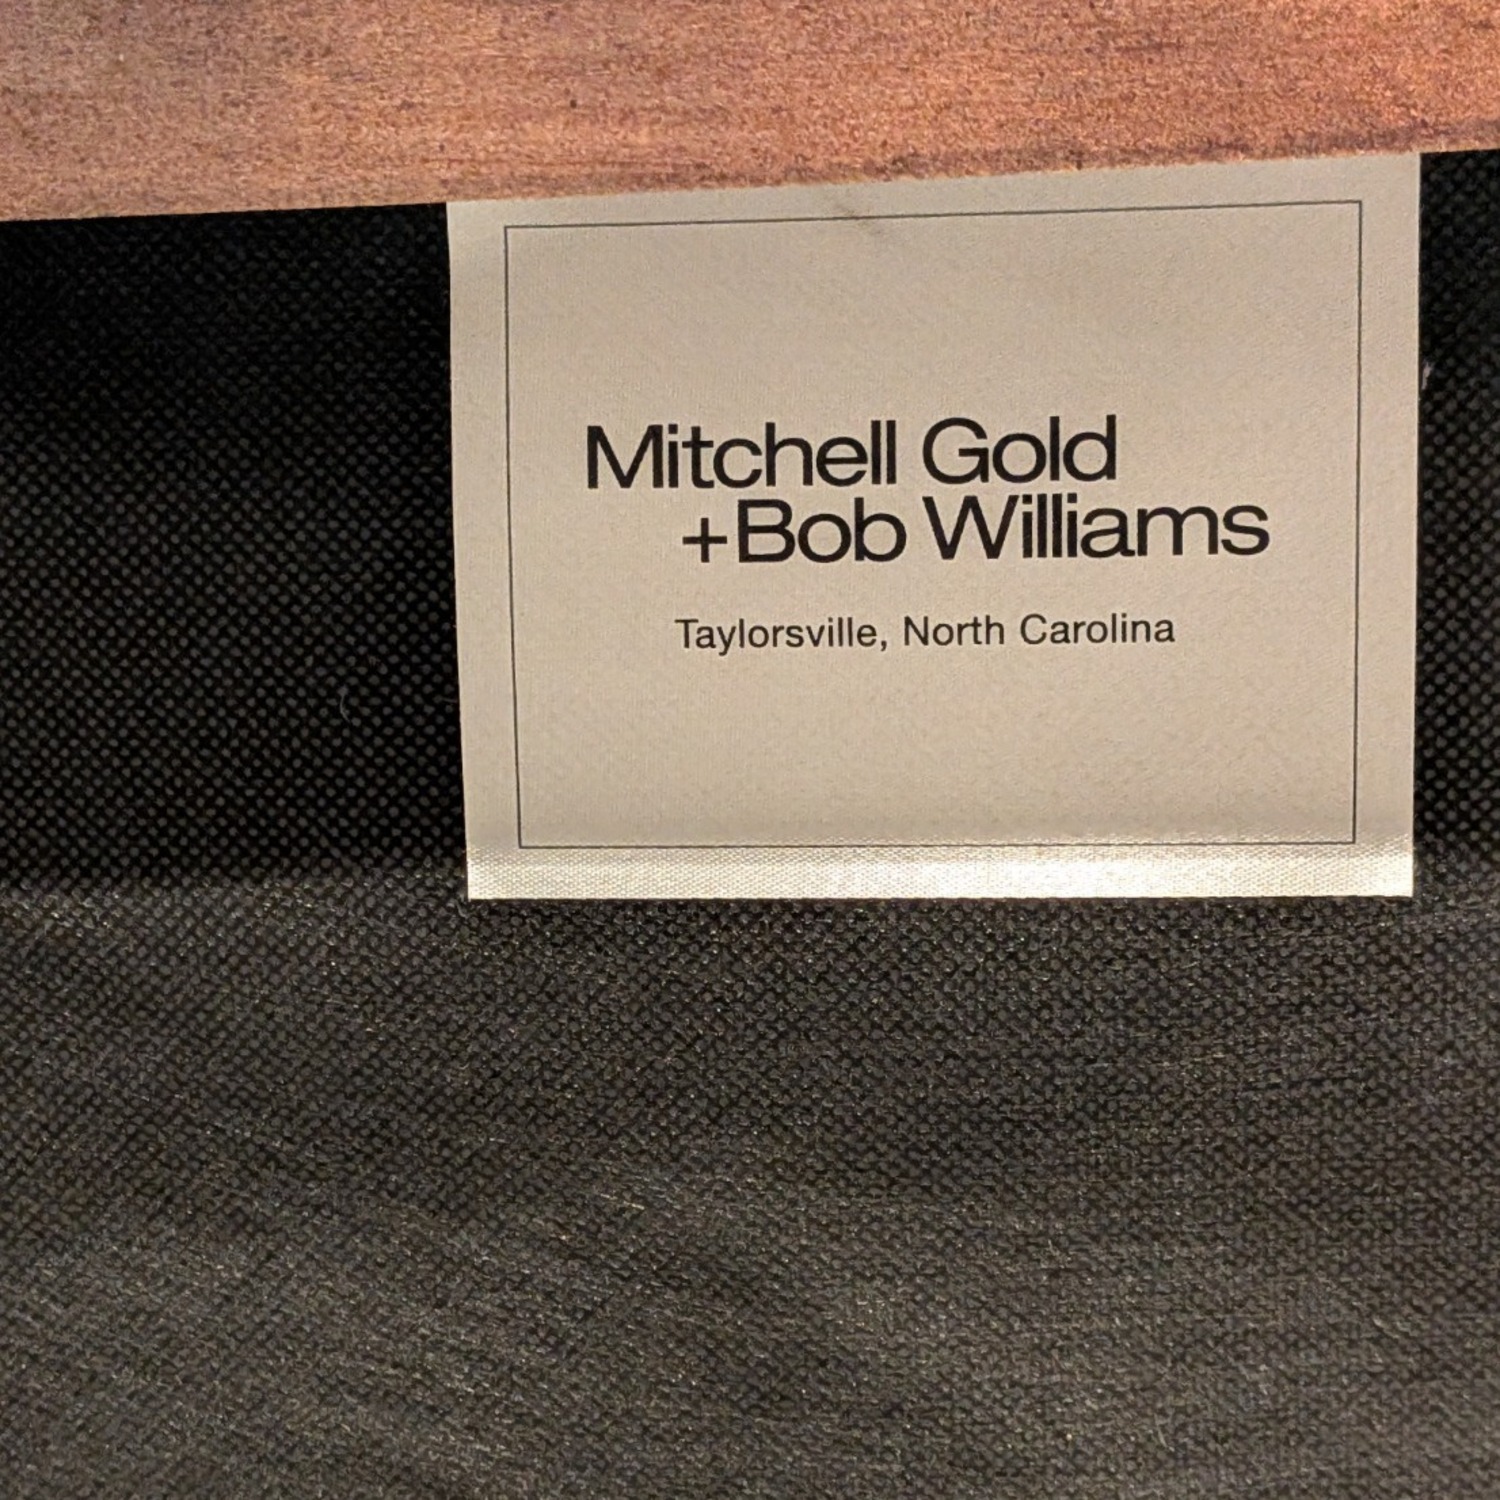 Mitchell Gold
+Bob Williams
Taylorsville, North Carolina